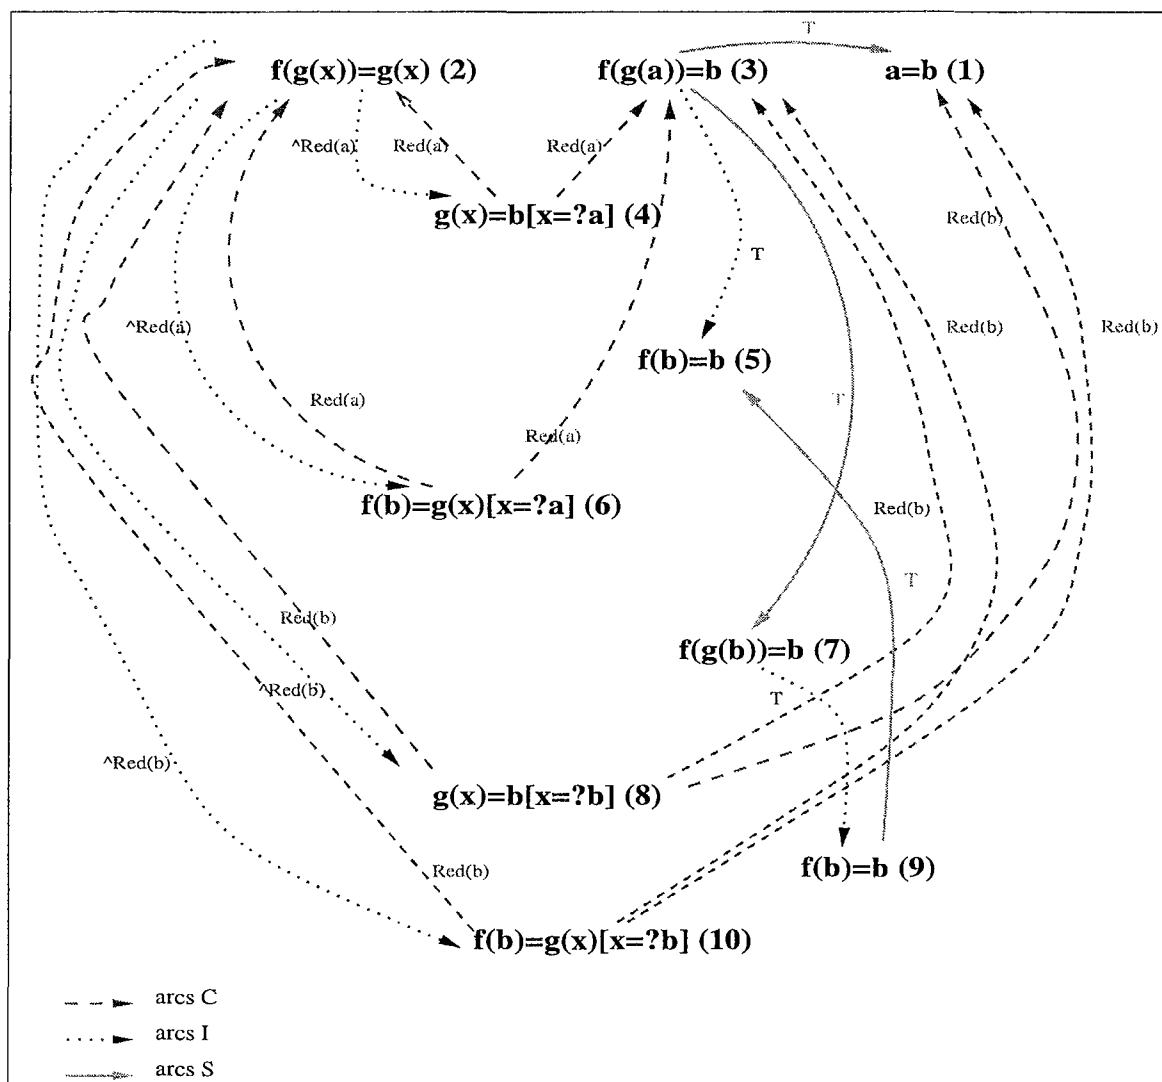 T
f(g(x))=g(x) (2) f(g(a))=b (3) a=b (1)
^Red(a) Red(a) Red(a)
g(x)=b[x=?a] (4) Red(b)
T
^Red(a) Red(b) Red(b)
f(b)=b (5)
Red(a) T
Red(a)
f(b)=g(x)[x=?a] (6) Red(b)
T
Red(b)
f(g(b))=b (7)
^Red(b) T
^Red(b)
g(x)=b[x=?b] (8)
Red(b) f(b)=b (9)
f(b)=g(x)[x=?b] (10)
arcs C
arcs I
arcs S